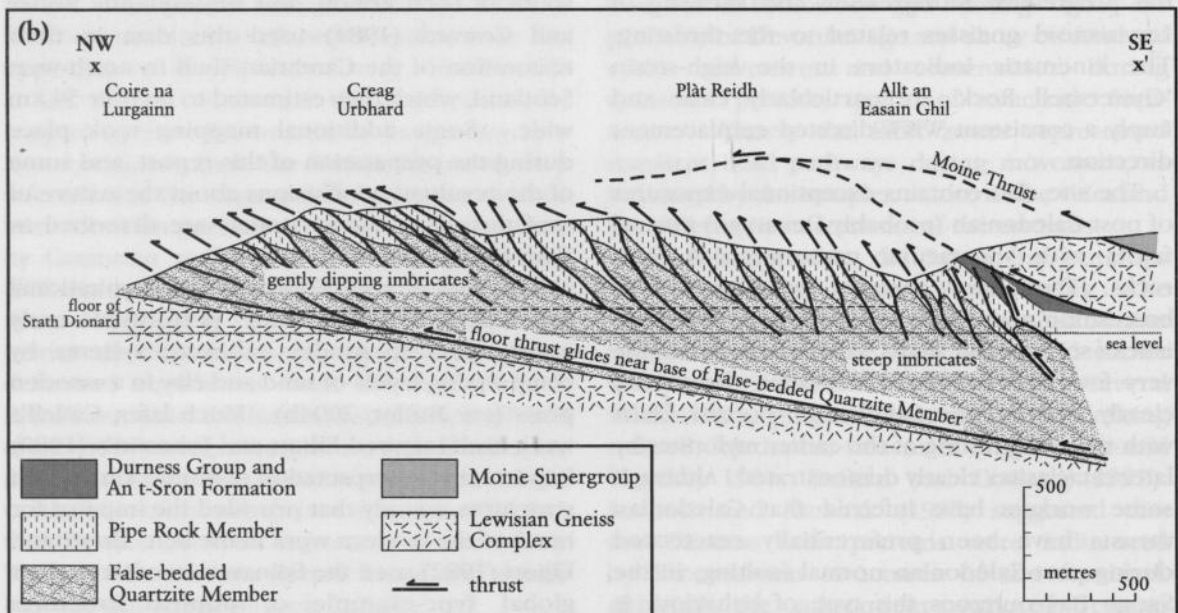 (b)
NW
x
SE
x'
Coire na
Lurgainn
Creag
Urbhard
Plàt Reidh
Allt an
Easain Ghil
Moine Thrust
gently dipping imbricates
floor of
Srath Dionard
floor thrust glides near base of False-bedded Quartzite Member
steep imbricates
sea level
Durness Group and
An t-Sron Formation
Pipe Rock Member
False-bedded
Quartzite Member
Moine Supergroup
Lewisian Gneiss
Complex
thrust
500
metres
500